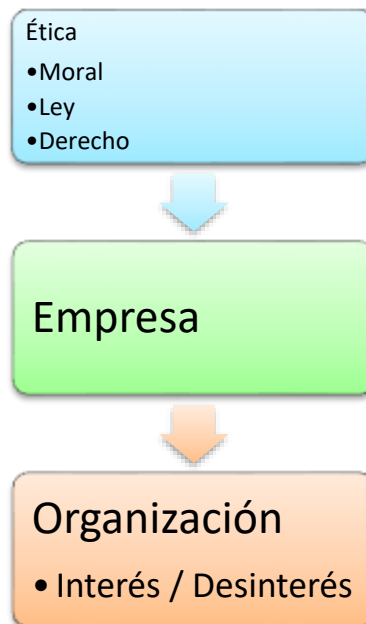 Ética
•Moral
•Ley
•Derecho
Empresa
Organización
• Interés / Desinterés